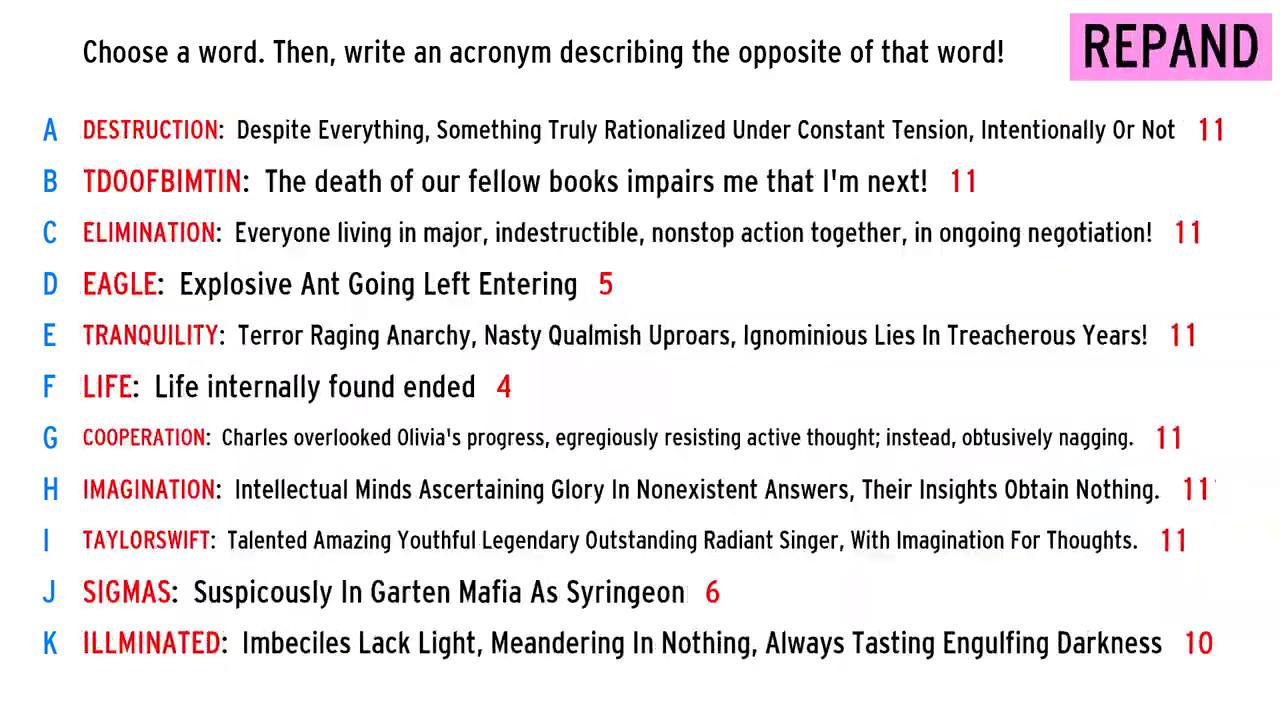 Choose a word. Then, write an acronym describing the opposite of that word!
REPAND
A DESTRUCTION: Despite Everything, Something Truly Rationalized Under Constant Tension, Intentionally Or Not 11
B TDOOFBIMTIN: The death of our fellow books impairs me that I'm next! 11
C ELIMINATION: Everyone living in major, indestructible, nonstop action together, in ongoing negotiation! 11
D EAGLE: Explosive Ant Going Left Entering 5
E TRANQUILITY: Terror Raging Anarchy, Nasty Qualmish Uproars, Ignominious Lies In Treacherous Years! 11
F LIFE: Life internally found ended 4
G COOPERATION: Charles overlooked Olivia's progress, egregiously resisting active thought; instead, obtusively nagging. 11
H IMAGINATION: Intellectual Minds Ascertaining Glory In Nonexistent Answers, Their Insights Obtain Nothing. 11
I TAYLORSWIFT: Talented Amazing Youthful Legendary Outstanding Radiant Singer, With Imagination For Thoughts. 11
J SIGMAS: Suspicously In Garten Mafia As Syringeon 6
K ILLMINATED: Imbeciles Lack Light, Meandering In Nothing, Always Tasting Engulfing Darkness 10